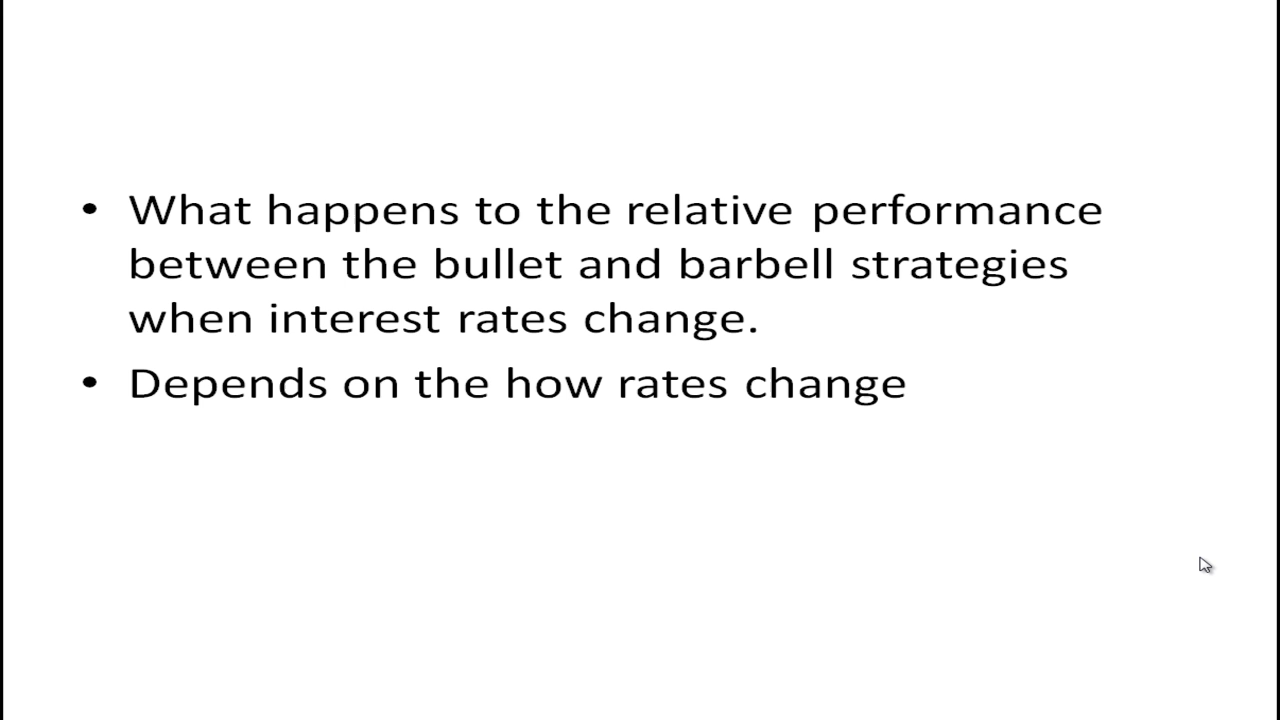 • What happens to the relative performance
between the bullet and barbell strategies
when interest rates change.
• Depends on the how rates change